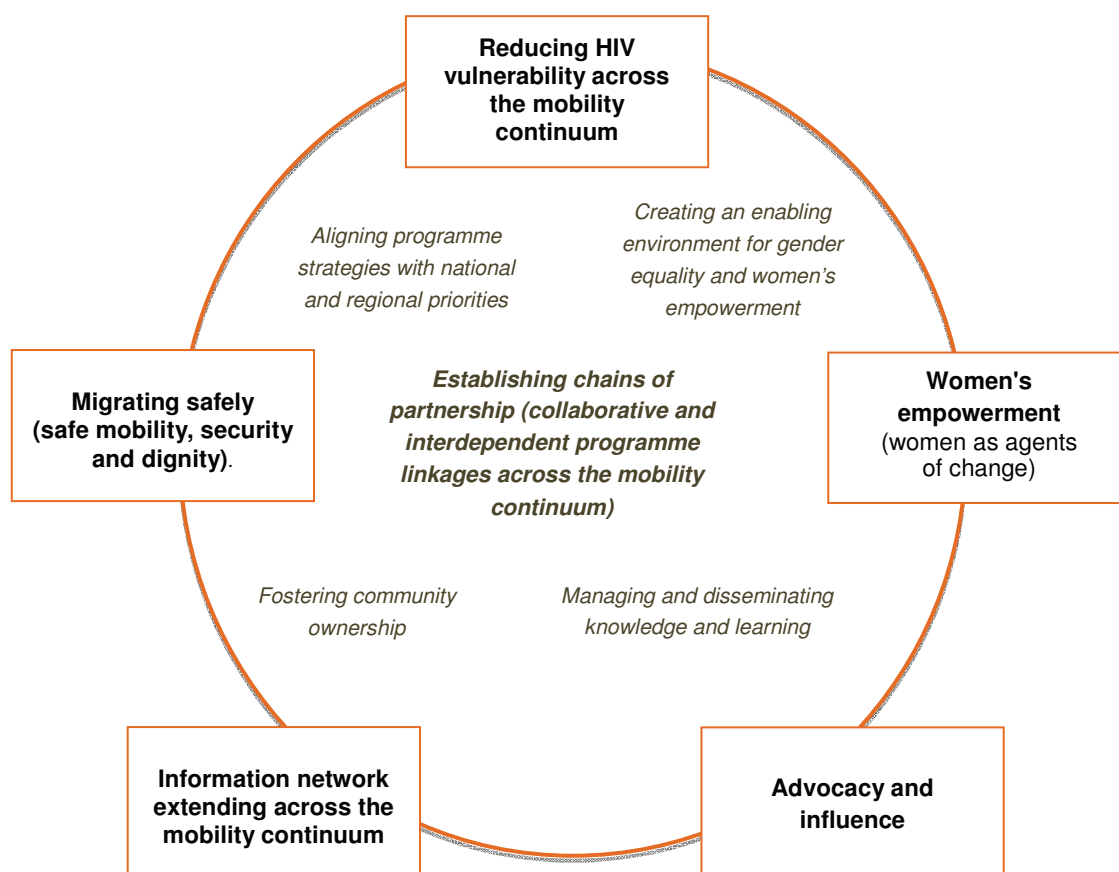 Reducing HIV
vulnerability across
the mobility
continuum
Aligning programme
strategies with national
and regional priorities
Creating an enabling
environment for gender
equality and women's
empowerment
Migrating safely
(safe mobility, security
and dignity).
Establishing chains of
partnership (collaborative and
interdependent programme
linkages across the mobility
continuum)
Women's
empowerment
(women as agents
of change)
Fostering community
ownership
Managing and disseminating
knowledge and learning
Information network
extending across the
mobility continuum
Advocacy and
influence